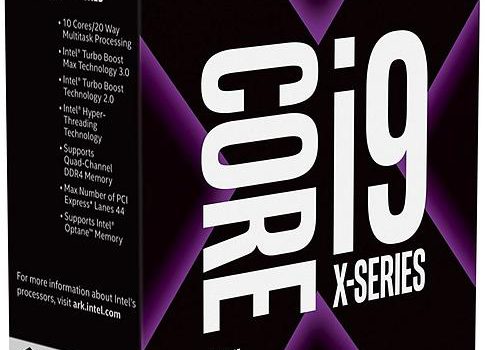 • 10 Cores/20 Way
Multitask Processing
• Intel® Turbo Boost
Max Technology 3.0
• Intel® Turbo Boost
Technology 2.0
• Intel® Hyper-
Threading
Technology
• Supports
Quad-Channel
DDR4 Memory
• Max Number of PCI
Express® Lanes 44
• Supports Intel®
Optane™ Memory
For more information about Intel's
processors, visit ark.intel.com
CORE
i9
X-SERIES